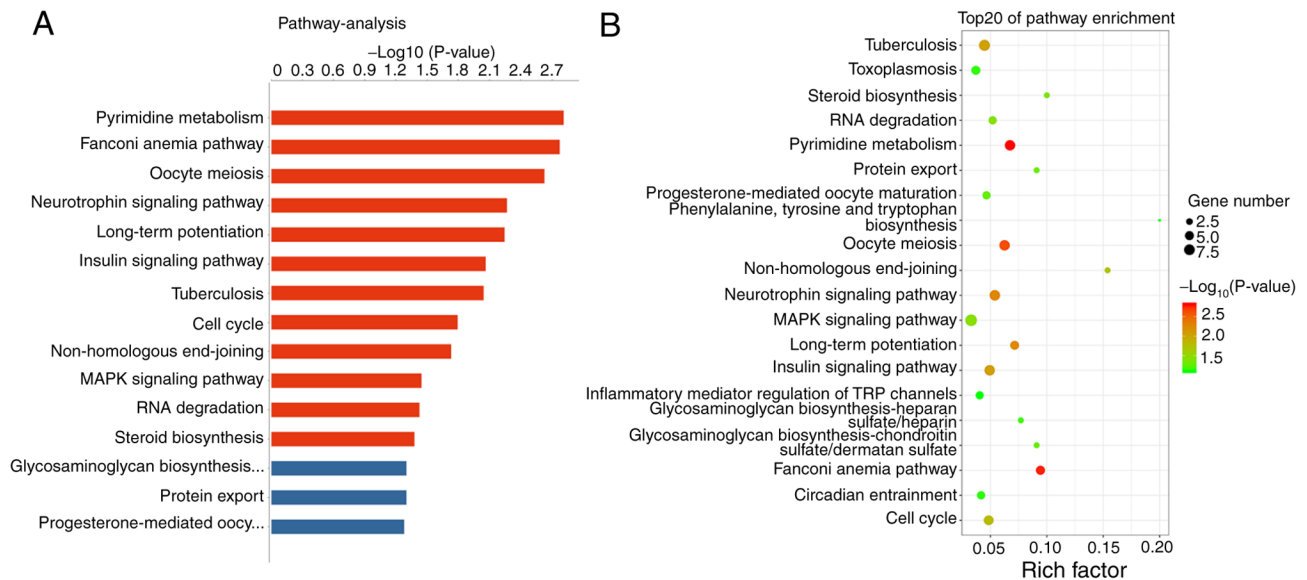 A
Pathway-analysis
−Log10 (P-value)
0 0.3 0.6 0.9 1.2 1.5 1.8 2.1 2.4 2.7
Pyrimidine metabolism
Fanconi anemia pathway
Oocyte meiosis
Neurotrophin signaling pathway
Long-term potentiation
Insulin signaling pathway
Tuberculosis
Cell cycle
Non-homologous end-joining
MAPK signaling pathway
RNA degradation
Steroid biosynthesis
Glycosaminoglycan biosynthesis...
Protein export
Progesterone-mediated oocy...
B
Top20 of pathway enrichment
Tuberculosis
Toxoplasmosis
Steroid biosynthesis
RNA degradation
Pyrimidine metabolism
Protein export
Progesterone-mediated oocyte maturation
Phenylalanine, tyrosine and tryptophan
biosynthesis
Oocyte meiosis
Non-homologous end-joining
Neurotrophin signaling pathway
MAPK signaling pathway
Long-term potentiation
Insulin signaling pathway
Inflammatory mediator regulation of TRP channels
Glycosaminoglycan biosynthesis-heparan
sulfate/heparin
Glycosaminoglycan biosynthesis-chondroitin
sulfate/dermatan sulfate
Fanconi anemia pathway
Circadian entrainment
Cell cycle
0.05 0.10 0.15 0.20
Rich factor
Gene number
2.5
5.0
7.5
−Log10(P-value)
2.5
2.0
1.5